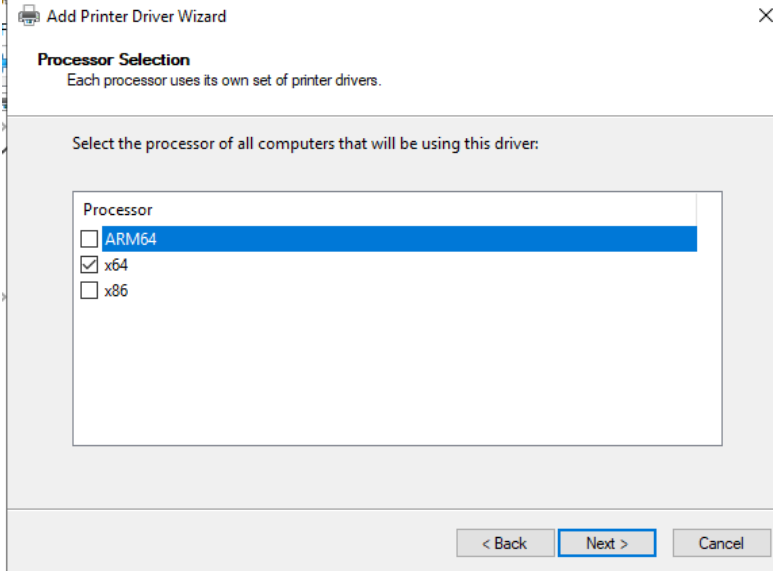 Add Printer Driver Wizard
Processor Selection
Each processor uses its own set of printer drivers.
Select the processor of all computers that will be using this driver:
Processor
ARM64
x64
x86
< Back
Next >
Cancel